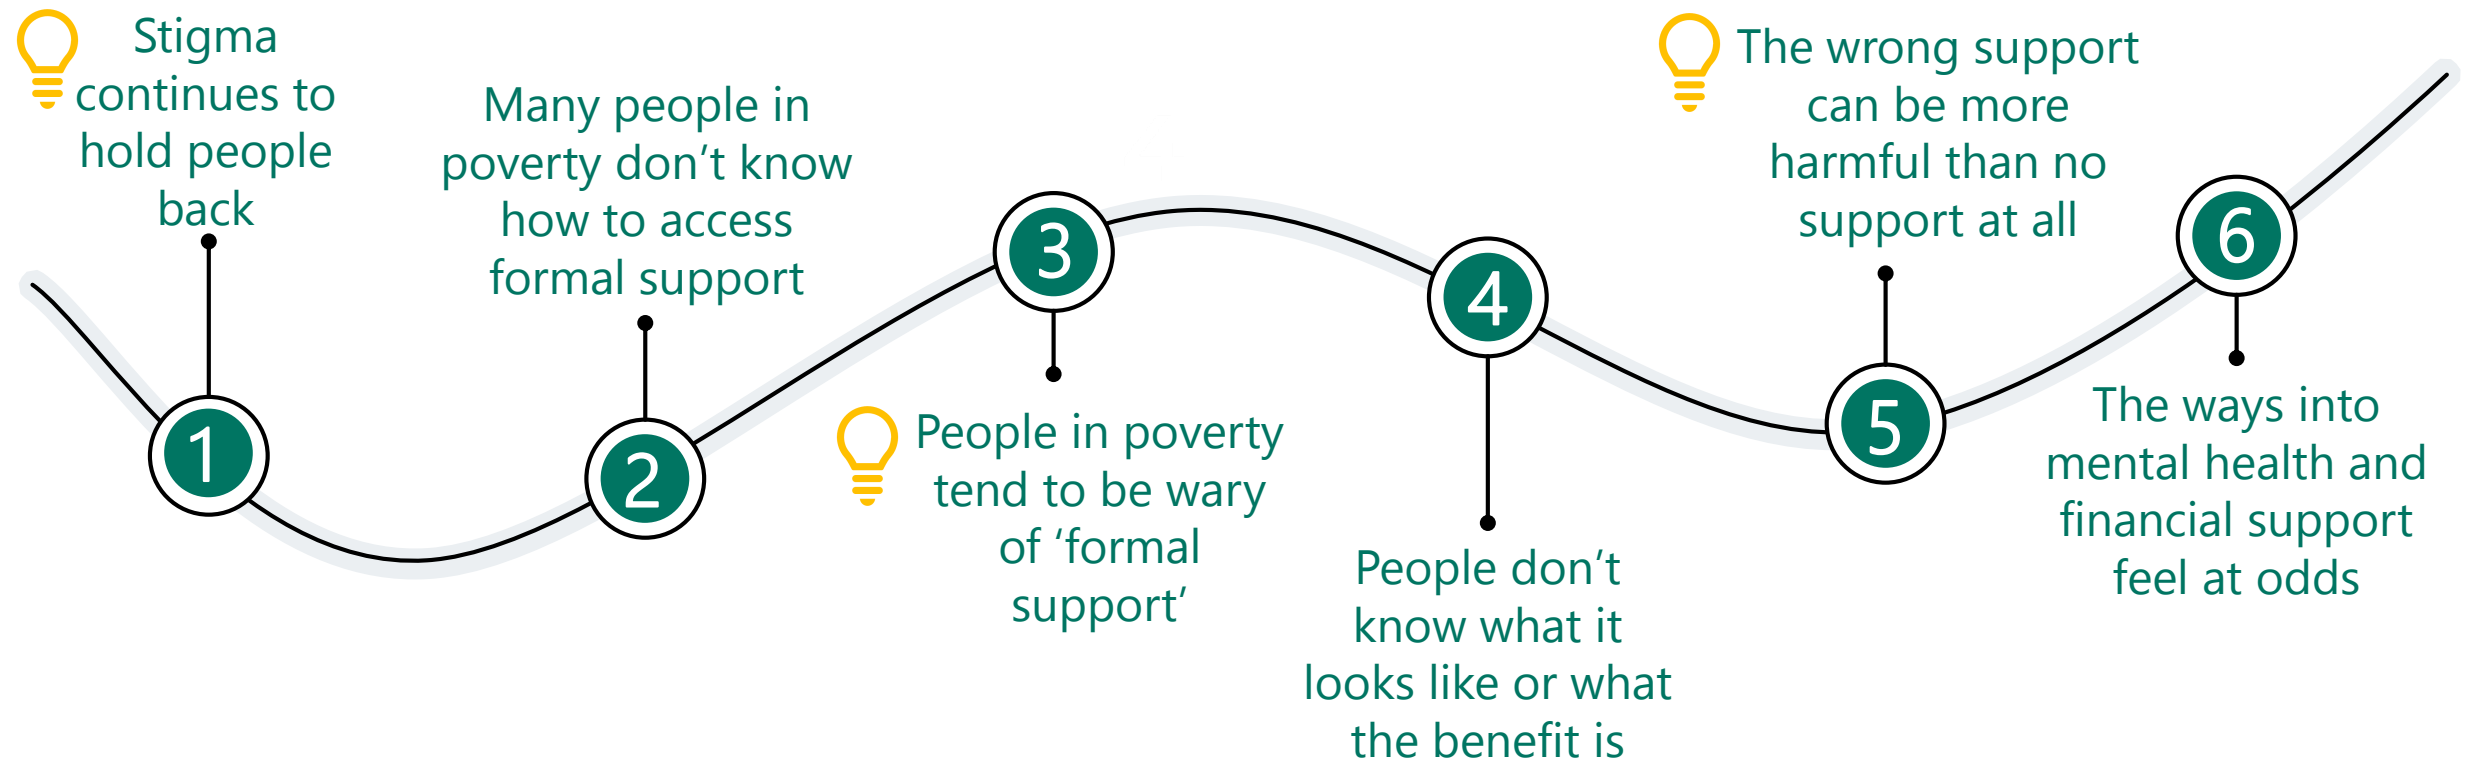 Stigma
continues to
hold people
back
1
Many people in
poverty don’t know
how to access
formal support
2
3
People in poverty
tend to be wary
of ‘formal
support’
4
People don’t
know what it
looks like or what
the benefit is
The wrong support
can be more
harmful than no
support at all
5
6
The ways into
mental health and
financial support
feel at odds